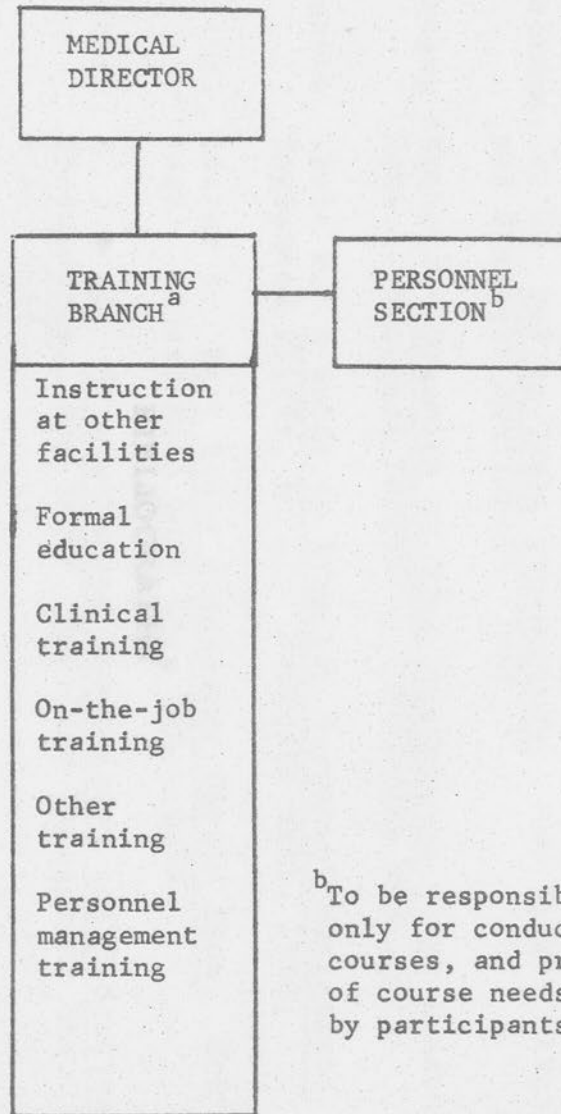 MEDICAL
DIRECTOR
TRAINING
BRANCH a
PERSONNEL
SECTION b
Instruction
at other
facilities
Formal
education
Clinical
training
On-the-job
training
Other
training
Personnel
management
training
b To be responsib
only for conduc
courses, and pr
of course needs
by participants